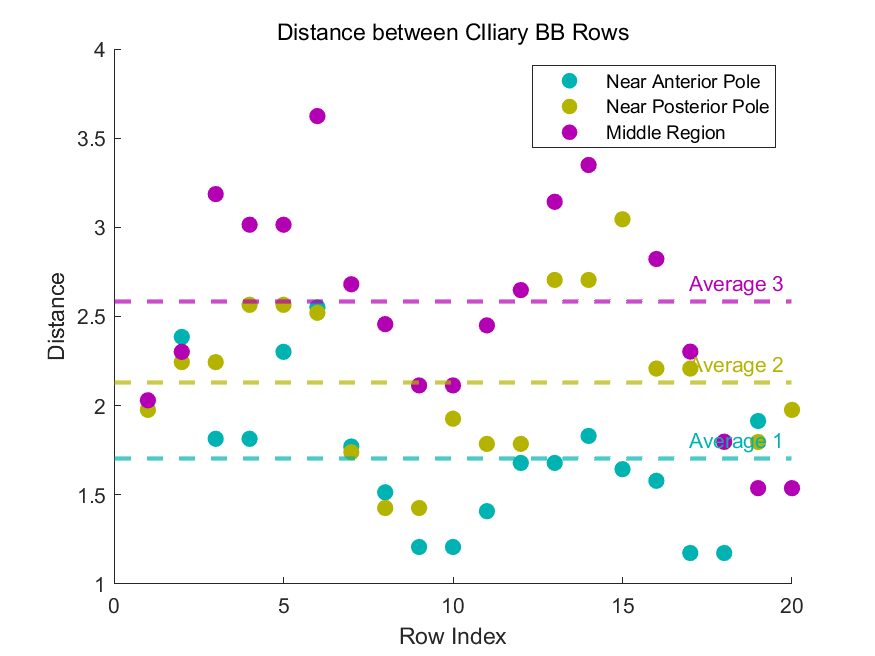 Distance between CIliary BB Rows
4
3.5
3
2.5
2
1.5
1
Distance
Near Anterior Pole
Near Posterior Pole
Middle Region
Average 3
Average 2
Average 1
0
5
10
15
20
Row Index